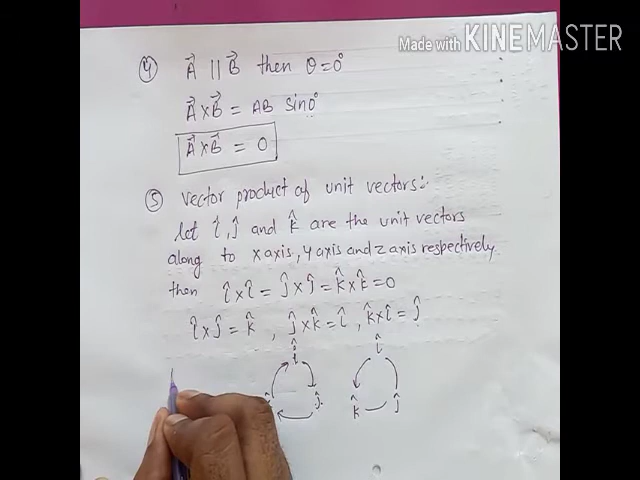 Made with KINEMASTER
④ A⃗ || B⃗ then θ=0°
A⃗ × B⃗ = AB sin0°
A⃗ × B⃗ = 0
⑤ Vector product of unit vectors:
Let î, ĵ and k̂ are the unit vectors
along to x axis, y axis and z axis respectively
then î × î = ĵ × ĵ = k̂ × k̂ = 0
î × ĵ = k̂, ĵ × k̂ = î, k̂ × î = ĵ
î î
ĵ k̂ ĵ